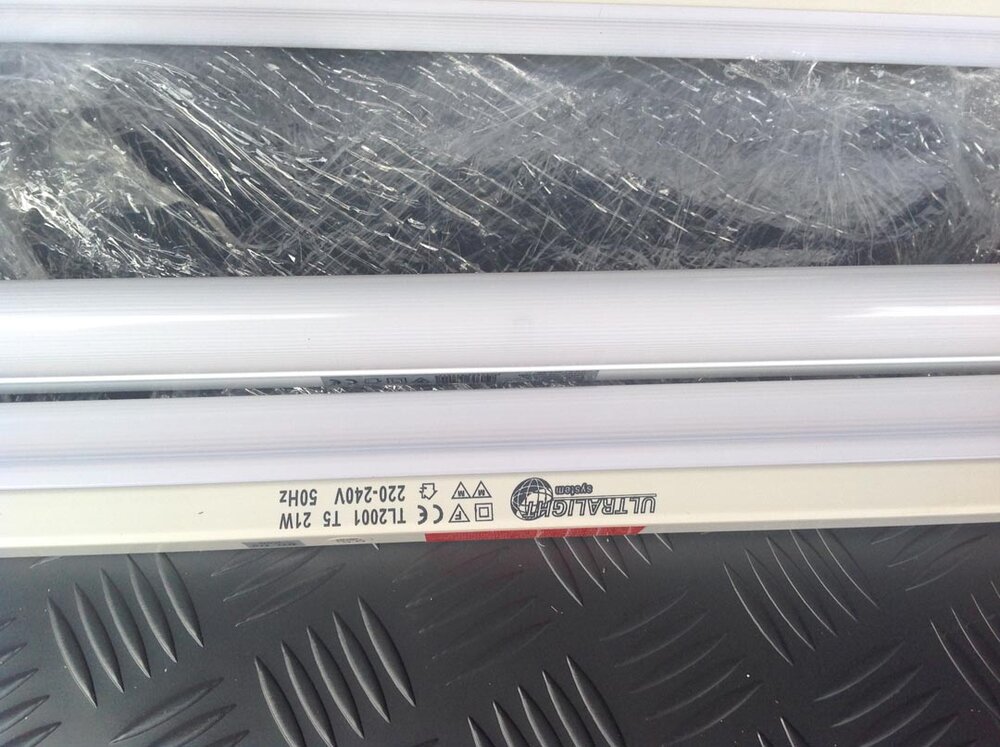 ULTRALIGHT
system
TL2001 T5 21W
220-240V 50Hz
F
M M
CE